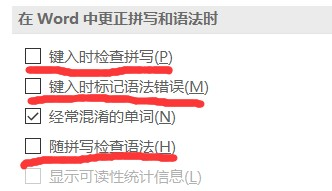 在 Word 中更正拼写和语法时
键入时检查拼写(P)
键入时标记语法错误(M)
经常混淆的单词(N)
随拼写检查语法(H)
显示可读性统计信息(L)